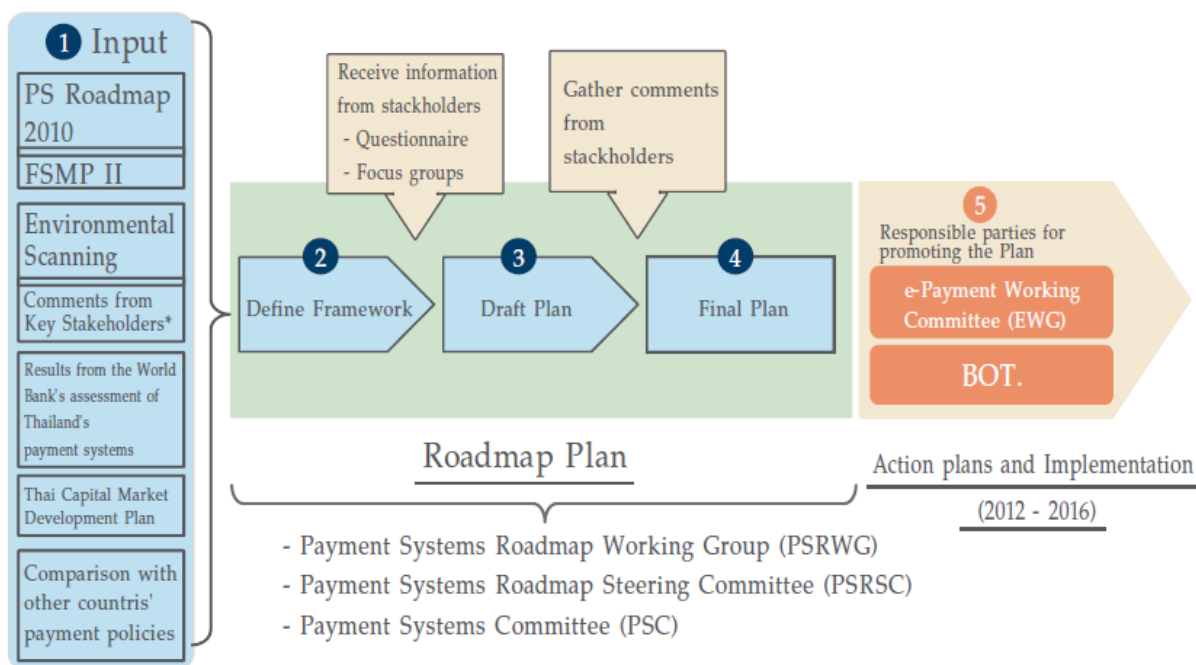 1 Input
PS Roadmap
2010
FSMP II
Environmental
Scanning
Comments from
Key Stakeholders*
Results from the World
Bank's assessment of
Thailand's
payment systems
Thai Capital Market
Development Plan
Comparison with
other countris'
payment policies
Receive information
from stackholders
- Questionnaire
- Focus groups
Gather comments
from
stackholders
2
Define Framework
3
Draft Plan
4
Final Plan
5
Responsible parties for
promoting the Plan
e-Payment Working
Committee (EWG)
BOT.
Roadmap Plan
- Payment Systems Roadmap Working Group (PSRWG)
- Payment Systems Roadmap Steering Committee (PSRSC)
- Payment Systems Committee (PSC)
Action plans and Implementation
(2012 - 2016)